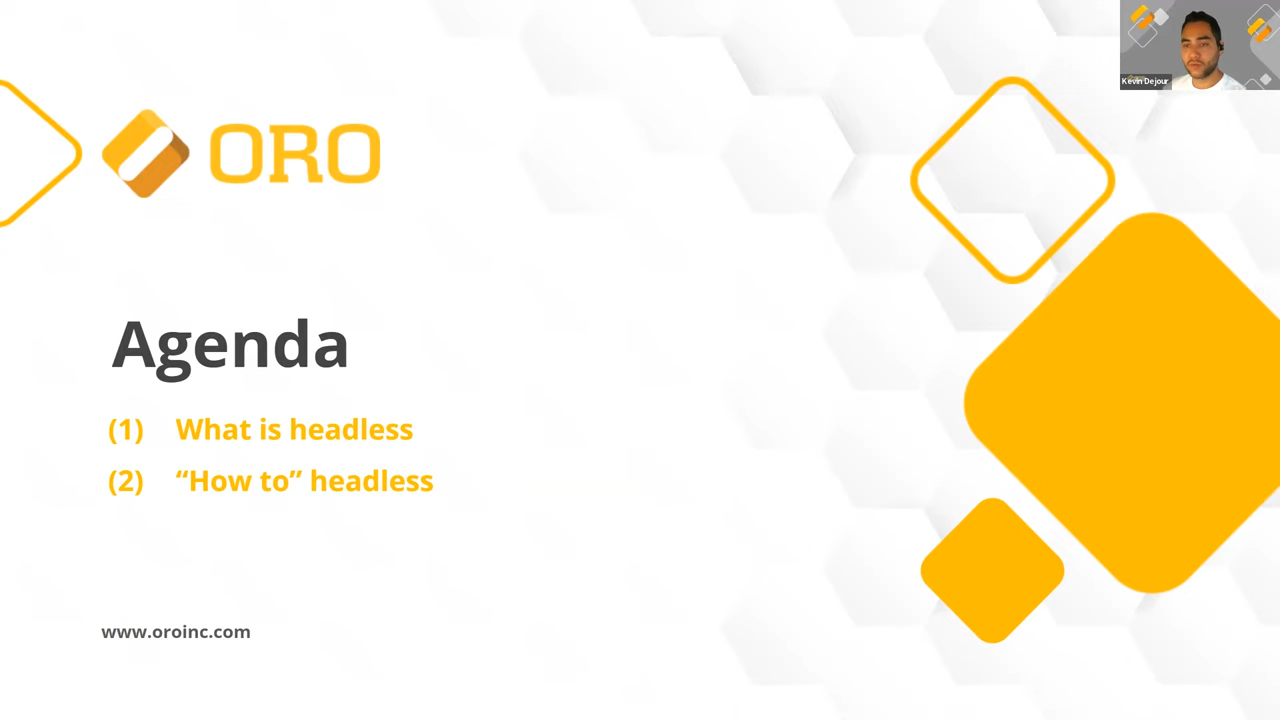 ORO
Kevin Dejour
Agenda
(1) What is headless
(2) “How to” headless
www.oroinc.com